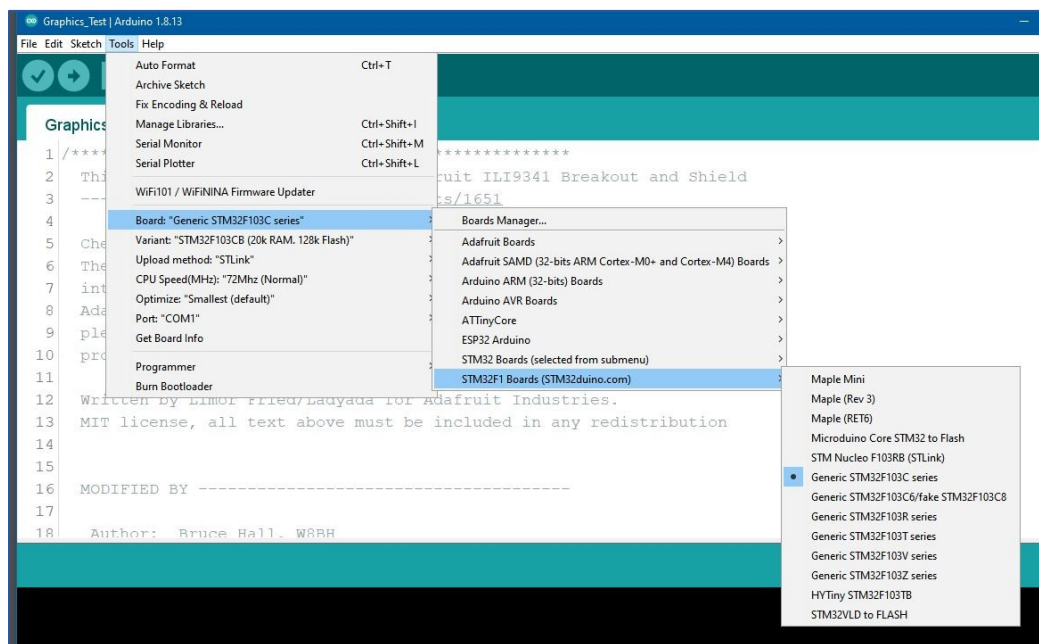 Graphics_Test | Arduino 1.8.13
File Edit Sketch Tools Help
Auto Format Ctrl+T
Archive Sketch
Fix Encoding & Reload
Manage Libraries... Ctrl+Shift+I
Serial Monitor Ctrl+Shift+M
Serial Plotter Ctrl+Shift+L
WiFi101 / WiFiNINA Firmware Updater
Board: "Generic STM32F103C series"
Variant: "STM32F103CB (20k RAM. 128k Flash)"
Upload method: "STLink"
CPU Speed(MHz): "72Mhz (Normal)"
Optimize: "Smallest (default)"
Port: "COM1"
Get Board Info
Programmer
Burn Bootloader
Boards Manager...
Adafruit Boards
Adafruit SAMD (32-bits ARM Cortex-M0+ and Cortex-M4) Boards
Arduino ARM (32-bits) Boards
Arduino AVR Boards
ATTinyCore
ESP32 Arduino
STM32 Boards (selected from submenu)
STM32F1 Boards (STM32duino.com)
Maple Mini
Maple (Rev 3)
Maple (RET6)
Microduino Core STM32 to Flash
STM Nucleo F103RB (STLink)
Generic STM32F103C series
Generic STM32F103C6/fake STM32F103C8
Generic STM32F103R series
Generic STM32F103T series
Generic STM32F103V series
Generic STM32F103Z series
HYTiny STM32F103TB
STM32VLD to FLASH
Graphics
1 /**** *************
2 Thi ruit ILI9341 Breakout and Shield
3 --- ts/1651
4
5 Che
6 The
7 int
8 Ada
9 ple
10 pro
11
12 Written by Limor Fried/Ladyada for Adafruit Industries.
13 MIT license, all text above must be included in any redistribution
14
15
16 MODIFIED BY --------------------------------------
17
18 Author: Bruce Hall, W8BH